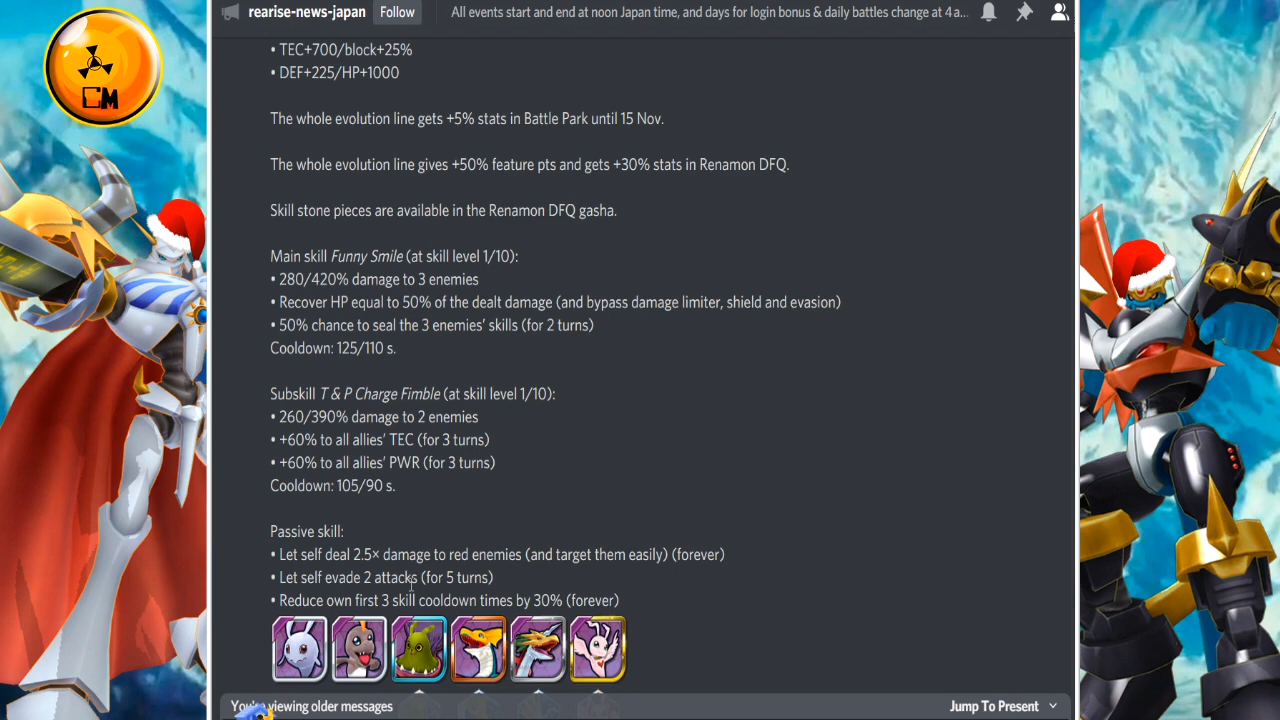 rearise-news-japan
Follow
All events start and end at noon Japan time, and days for login bonus & daily battles change at 4 a...
CM
• TEC+700/block+25%
• DEF+225/HP+1000
The whole evolution line gets +5% stats in Battle Park until 15 Nov.
The whole evolution line gives +50% feature pts and gets +30% stats in Renamon DFQ.
Skill stone pieces are available in the Renamon DFQ gasha.
Main skill Funny Smile (at skill level 1/10):
• 280/420% damage to 3 enemies
• Recover HP equal to 50% of the dealt damage (and bypass damage limiter, shield and evasion)
• 50% chance to seal the 3 enemies' skills (for 2 turns)
Cooldown: 125/110 s.
Subskill T & P Charge Fimble (at skill level 1/10):
• 260/390% damage to 2 enemies
• +60% to all allies' TEC (for 3 turns)
• +60% to all allies' PWR (for 3 turns)
Cooldown: 105/90 s.
Passive skill:
• Let self deal 2.5× damage to red enemies (and target them easily) (forever)
• Let self evade 2 attacks (for 5 turns)
• Reduce own first 3 skill cooldown times by 30% (forever)
You're viewing older messages
Jump To Present